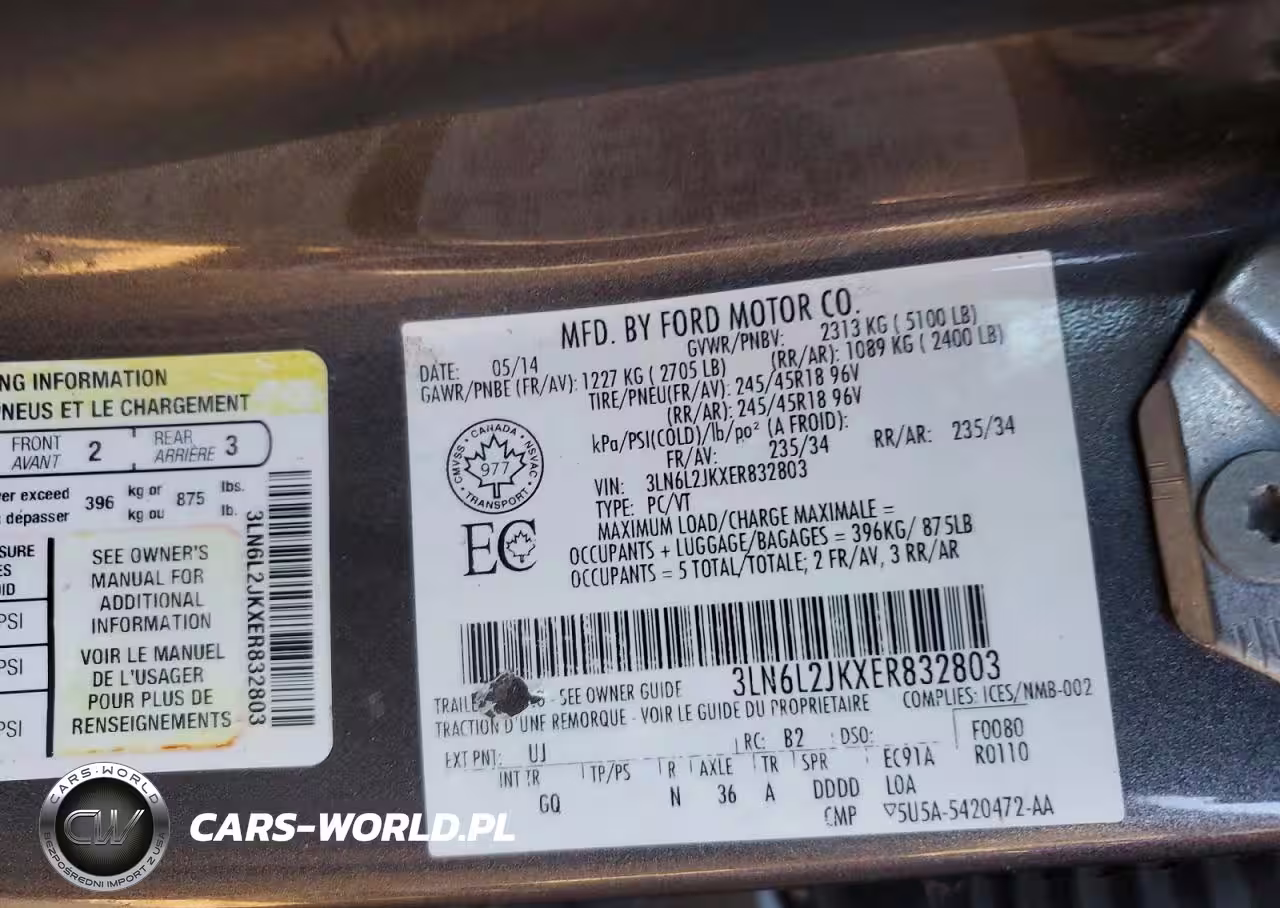 NG INFORMATION
PNEUS ET LE CHARGEMENT
FRONT 2 REAR 3
AVANT ARRIÈRE
ver exceed 396 kg or 875 lbs.
dépasser kg ou lb.
SEE OWNER'S
MANUAL FOR
ADDITIONAL
INFORMATION
VOIR LE MANUEL
DE L'USAGER
POUR PLUS DE
RENSEIGNEMENTS
PSI
PSI
PSI
3LN6L2JKXER832803
MFD. BY FORD MOTOR CO.
DATE: 05/14 GVWR/PNBV: 2313 KG ( 5100 LB)
GAWR/PNBE (FR/AV): 1227 KG ( 2705 LB) (RR/AR): 1089 KG ( 2400 LB)
TIRE/PNEU(FR/AV): 245/45R18 96V
(RR/AR): 245/45R18 96V
kPa/PSI(COLD)/lb/po² (A FROID):
FR/AV: 235/34 RR/AR: 235/34
VIN: 3LN6L2JKXER832803
TYPE: PC/VT
MAXIMUM LOAD/CHARGE MAXIMALE =
OCCUPANTS + LUGGAGE/BAGAGES = 396KG/ 875LB
OCCUPANTS = 5 TOTAL/TOTALE; 2 FR/AV, 3 RR/AR
CMVSS • CANADA • NSVAC • TRANSPORT •
977
EC
3LN6L2JKXER832803
- SEE OWNER GUIDE
TRACTION D'UNE REMORQUE - VOIR LE GUIDE DU PROPRIETAIRE
COMPLIES: ICES/NMB-002
EXT PNT: UJ RC: B2 DSO: F0080
INT TR TP/PS R AXLE TR SPR EC91A R0110
GQ N 36 A DDDD L0A
CMP ▽5U5A-5420472-AA
CARS-WORLD
CW
BEZPOŚREDNI IMPORT Z USA
CARS-WORLD.PL